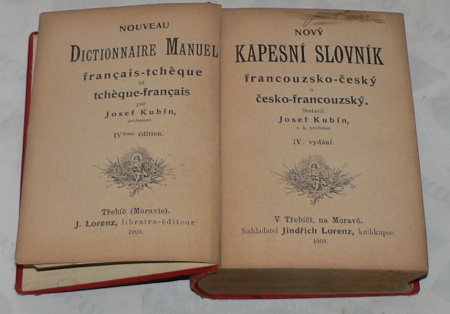 NOUVEAU
DICTIONNAIRE MANUEL
français-tchèque
et
tchèque-français
par
Josef Kubín,
professeur.
IVième édition.
Třebíč (Moravie).
J. Lorenz, libraire-éditeur
1909.
NOVÝ
KAPESNÍ SLOVNÍK
francouzsko-český
a
česko-francouzský.
Sestavil
Josef Kubín,
c. k. professor.
IV. vydání.
V Třebíči, na Moravě.
Nakladatel Jindřich Lorenz, knihkupec.
1909.